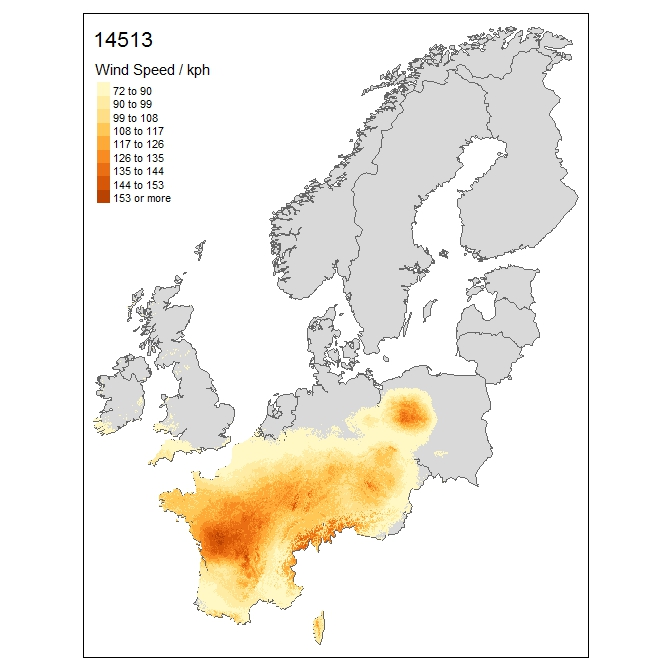 14513
Wind Speed / kph
72 to 90
90 to 99
99 to 108
108 to 117
117 to 126
126 to 135
135 to 144
144 to 153
153 or more